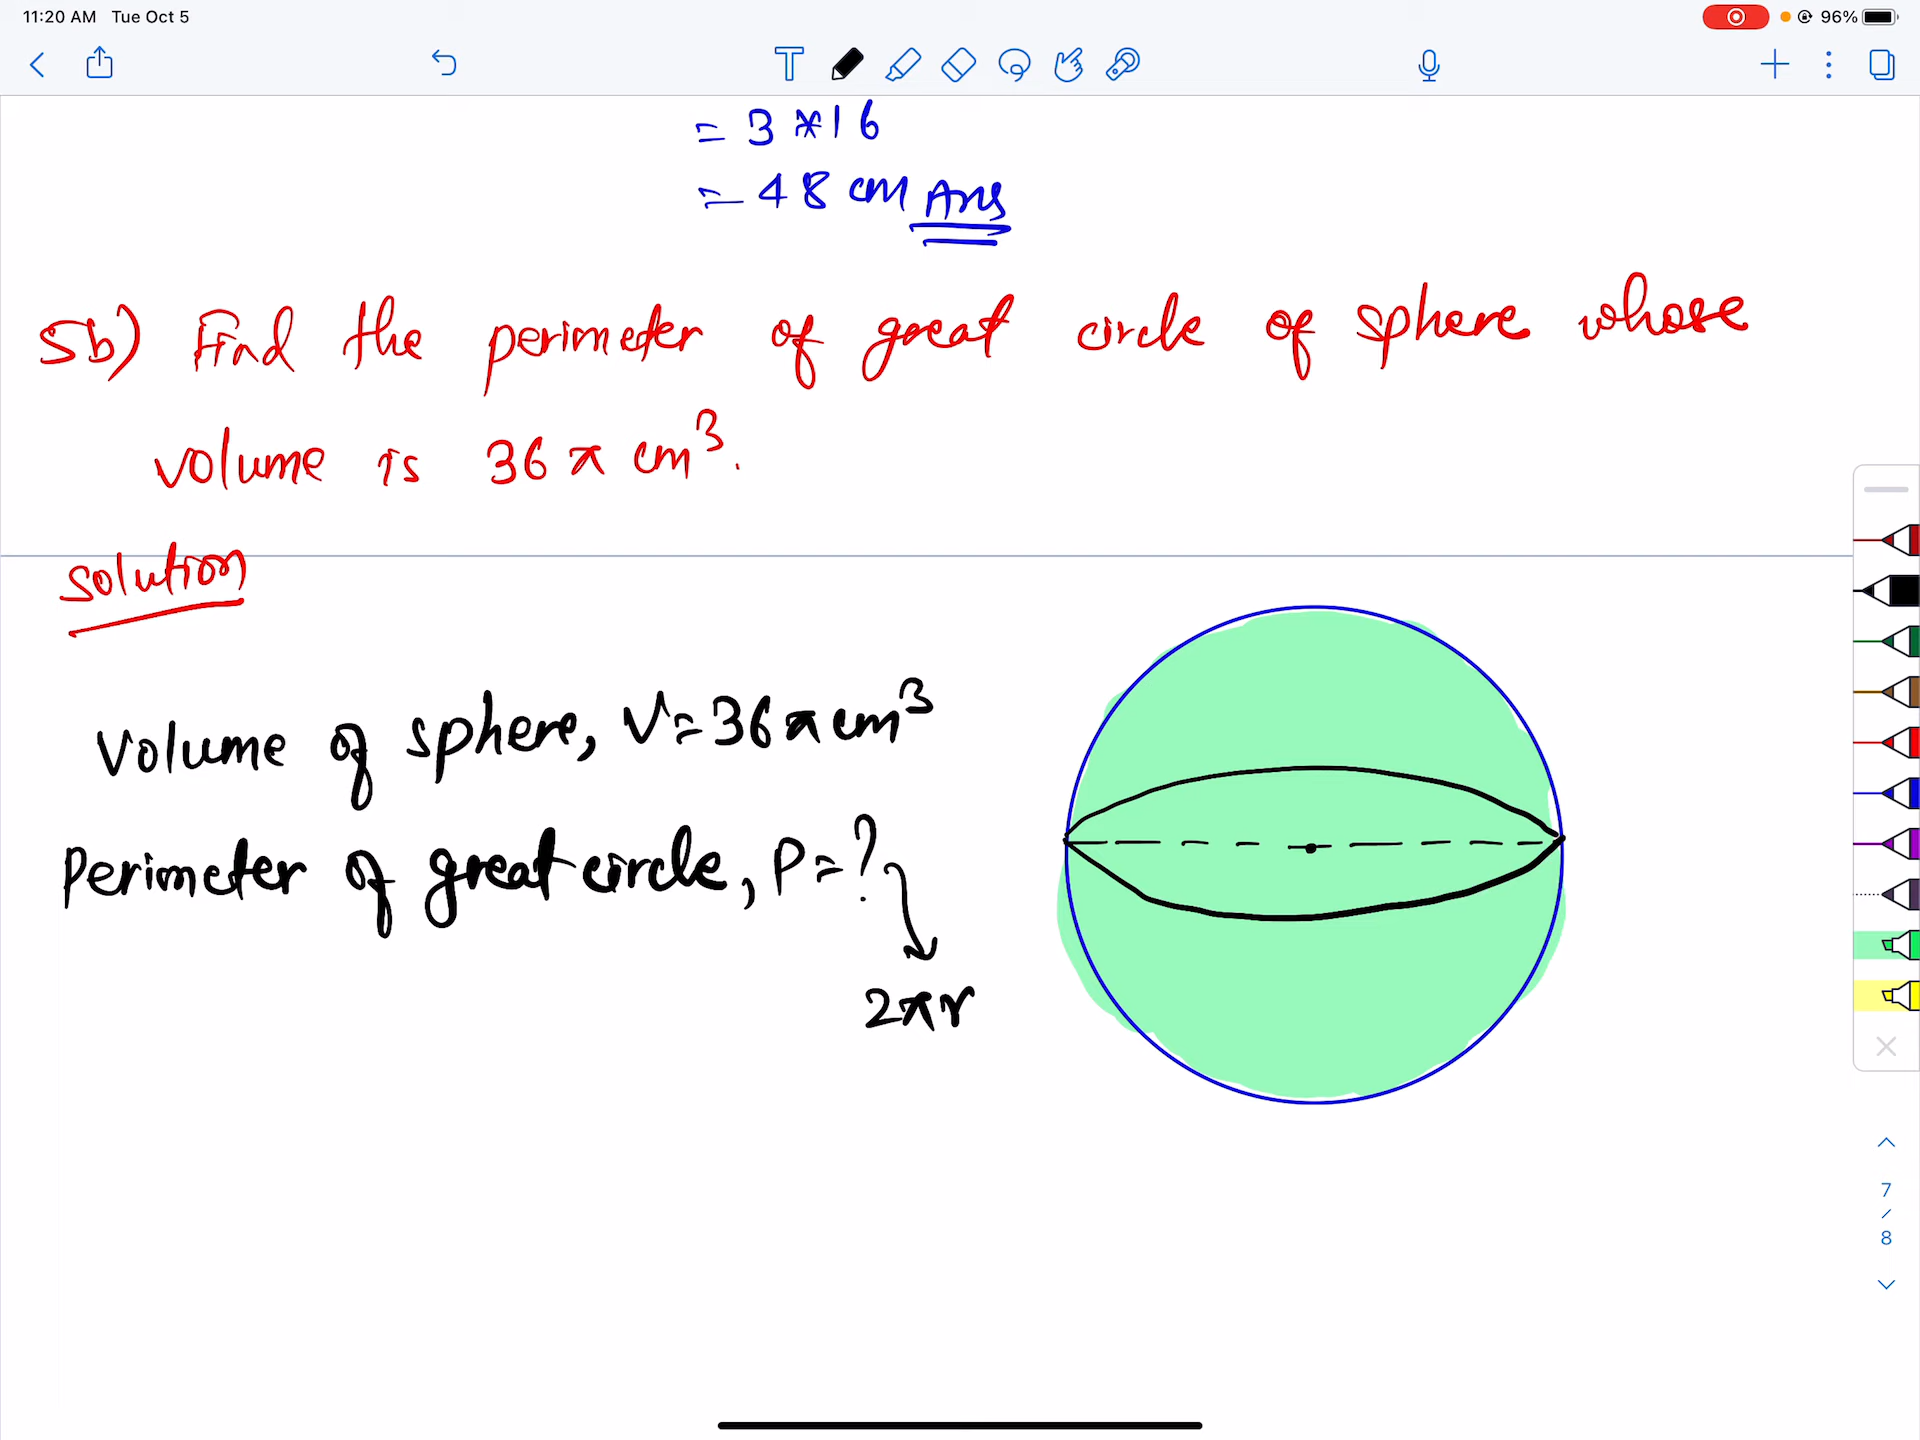 11:20 AM Tue Oct 5
96%
T
= 3 * 16
= 48 cm Ans
5b) Find the perimeter of great circle of sphere whose
volume is 36 π cm³.
solution
Volume of sphere, V = 36 π cm³
Perimeter of great circle, P = ?
2πr
7
/
8